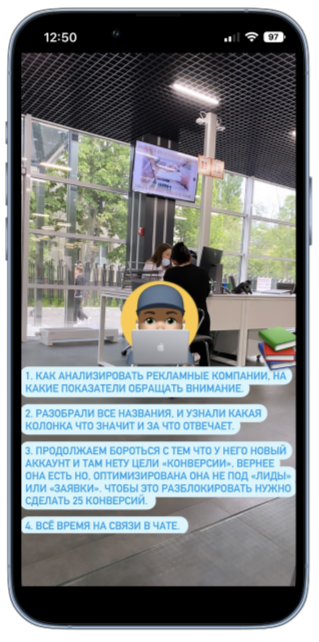 12:50
97
1. КАК АНАЛИЗИРОВАТЬ РЕКЛАМНЫЕ КОМПАНИИ, НА
КАКИЕ ПОКАЗАТЕЛИ ОБРАЩАТЬ ВНИМАНИЕ.
2. РАЗОБРАЛИ ВСЕ НАЗВАНИЯ, И УЗНАЛИ КАКАЯ
КОЛОНКА ЧТО ЗНАЧИТ И ЗА ЧТО ОТВЕЧАЕТ.
3. ПРОДОЛЖАЕМ БОРОТЬСЯ С ТЕМ ЧТО У НЕГО НОВЫЙ
АККАУНТ И ТАМ НЕТУ ЦЕЛИ «КОНВЕРСИИ», ВЕРНЕЕ
ОНА ЕСТЬ НО, ОПТИМИЗИРОВАНА ОНА НЕ ПОД «ЛИДЫ»
ИЛИ «ЗАЯВКИ», ЧТОБЫ ЭТО РАЗБЛОКИРОВАТЬ НУЖНО
СДЕЛАТЬ 25 КОНВЕРСИЙ.
4. ВСЁ ВРЕМЯ НА СВЯЗИ В ЧАТЕ.